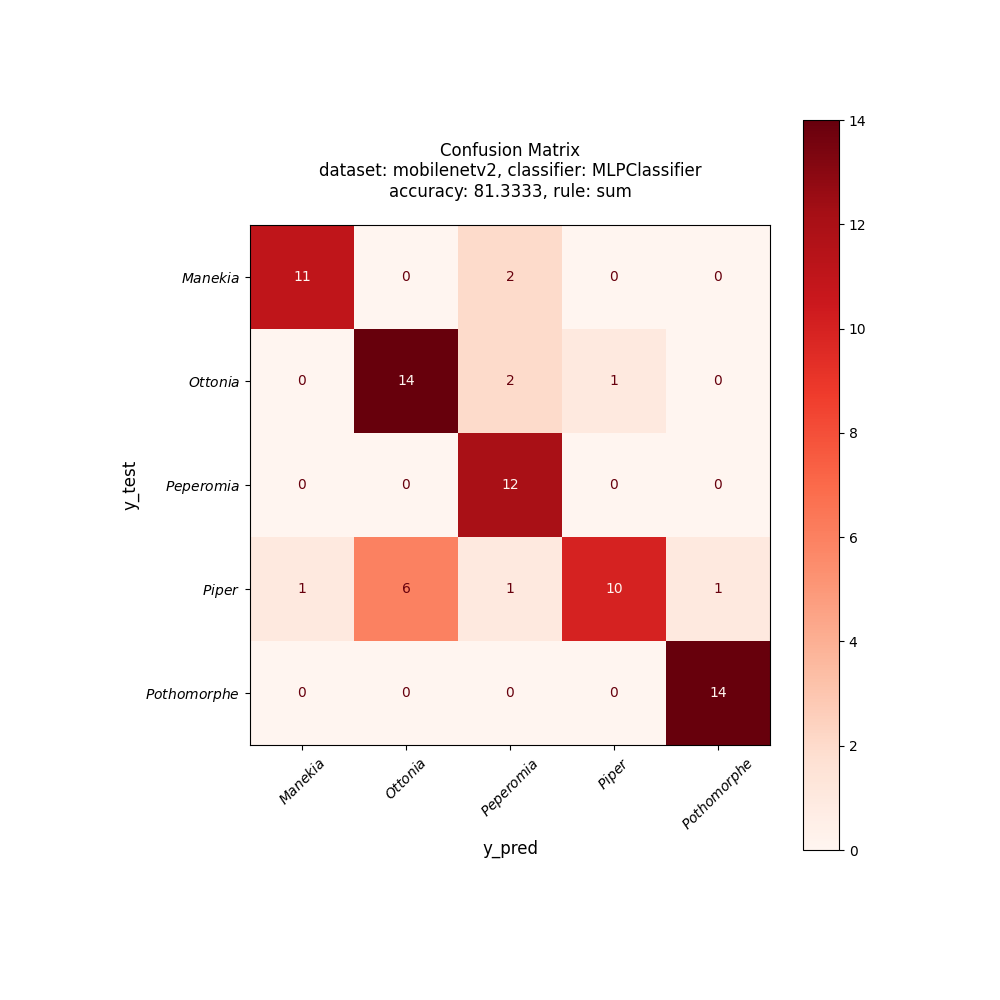 Confusion Matrix
dataset: mobilenetv2, classifier: MLPClassifier
accuracy: 81.3333, rule: sum
y_test
Manekia 11 0 2 0 0
Ottonia 0 14 2 1 0
Peperomia 0 0 12 0 0
Piper 1 6 1 10 1
Pothomorphe 0 0 0 0 14
Manekia Ottonia Peperomia Piper Pothomorphe
y_pred
14
12
10
8
6
4
2
0